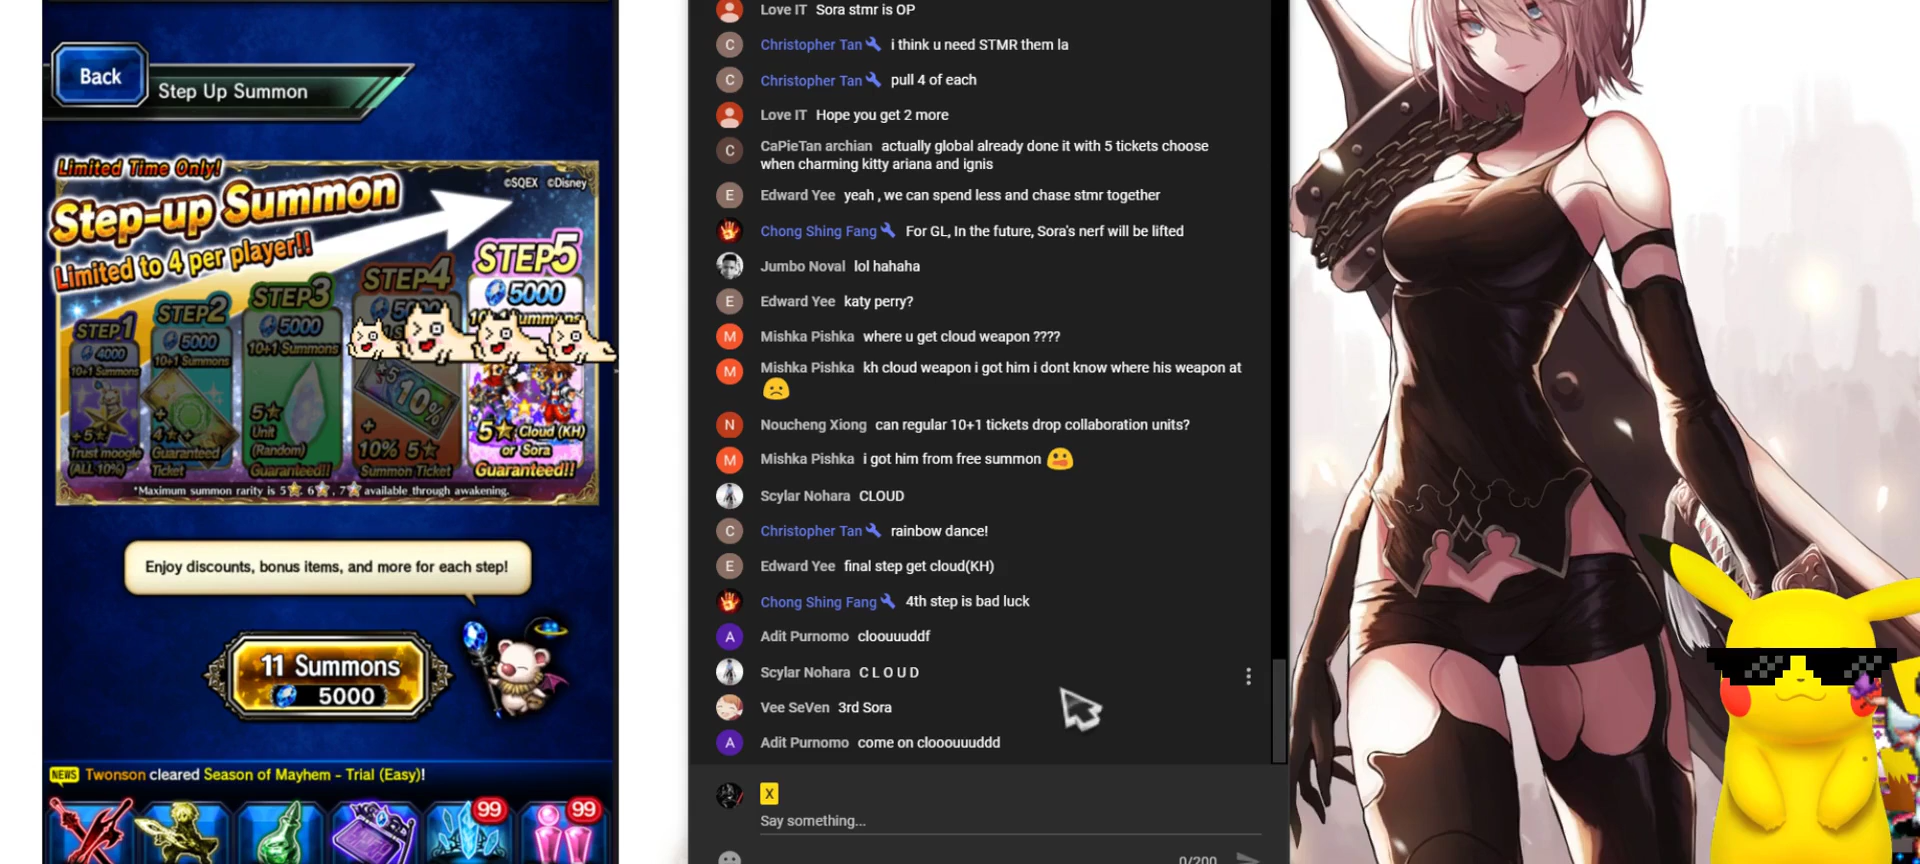 Back
Step Up Summon
Limited Time Only!
©SQEX ©Disney
Step-up Summon
Limited to 4 per player!!
STEP1
4000
10+1 Summons
+5
Trust moogle
(ALL 10%)
STEP2
5000
10+1 Summons
+
4
Guaranteed
Ticket
STEP3
5000
10+1 Summons
5
Unit
(Random)
Guaranteed!!
STEP4
10%
+
10% 5
Summon Ticket
STEP5
5000
5 Cloud (KH)
or Sora
Guaranteed!!
*Maximum summon rarity is 5. 6, 7 available through awakening.
Enjoy discounts, bonus items, and more for each step!
11 Summons
5000
NEWS Twonson cleared Season of Mayhem - Trial (Easy)!
99
99
Love IT Sora stmr is OP
C Christopher Tan i think u need STMR them la
C Christopher Tan pull 4 of each
Love IT Hope you get 2 more
C CaPieTan archian actually global already done it with 5 tickets choose
when charming kitty ariana and ignis
E Edward Yee yeah , we can spend less and chase stmr together
Chong Shing Fang For GL, In the future, Sora's nerf will be lifted
Jumbo Noval lol hahaha
E Edward Yee katy perry?
M Mishka Pishka where u get cloud weapon ????
M Mishka Pishka kh cloud weapon i got him i dont know where his weapon at
N Noucheng Xiong can regular 10+1 tickets drop collaboration units?
M Mishka Pishka i got him from free summon
Scylar Nohara CLOUD
C Christopher Tan rainbow dance!
E Edward Yee final step get cloud(KH)
Chong Shing Fang 4th step is bad luck
A Adit Purnomo cloouuuddf
Scylar Nohara C L O U D
Vee SeVen 3rd Sora
A Adit Purnomo come on clooouuuddd
X
Say something...
0/200